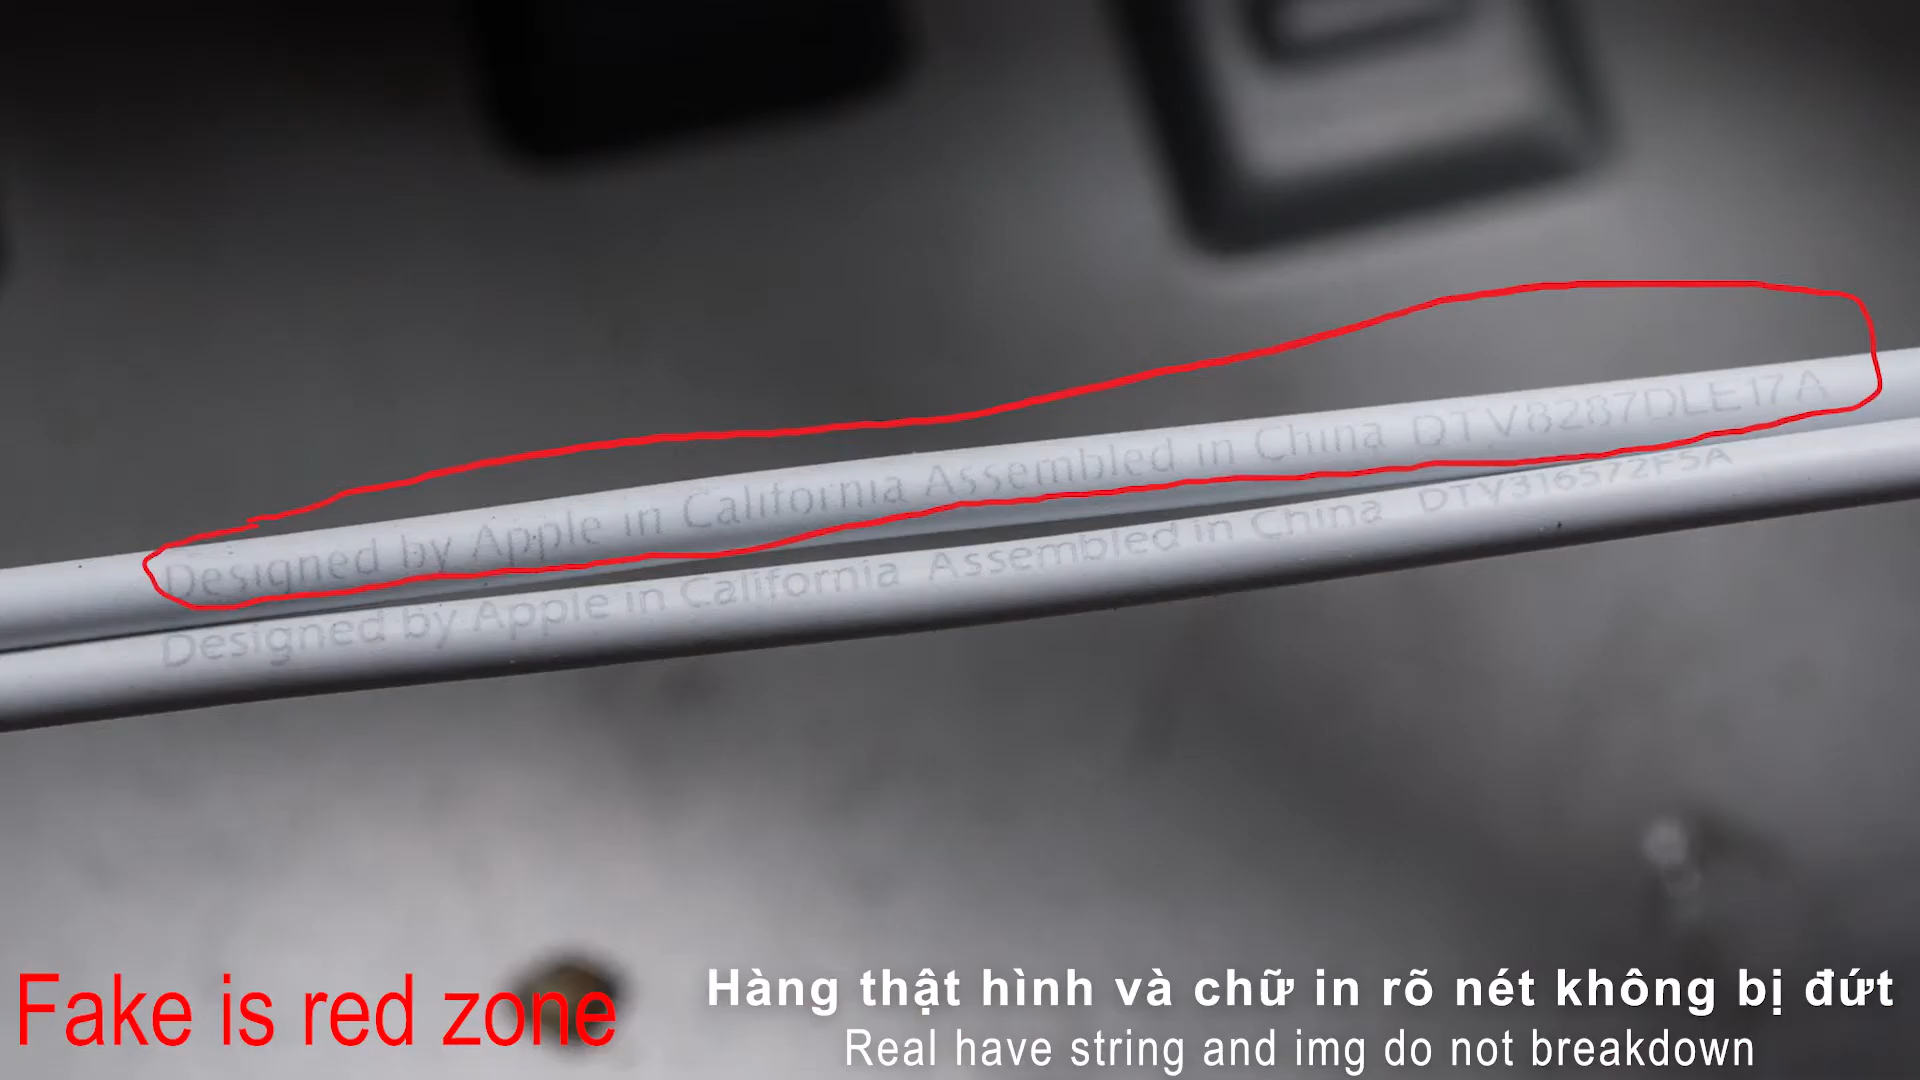 Designed by Apple in California Assembled in China DTV8287DLE17A
Designed by Apple in California Assembled in China DTY316572F5A
Fake is red zone
Hàng thật hình và chữ in rõ nét không bị đứt
Real have string and img do not breakdown